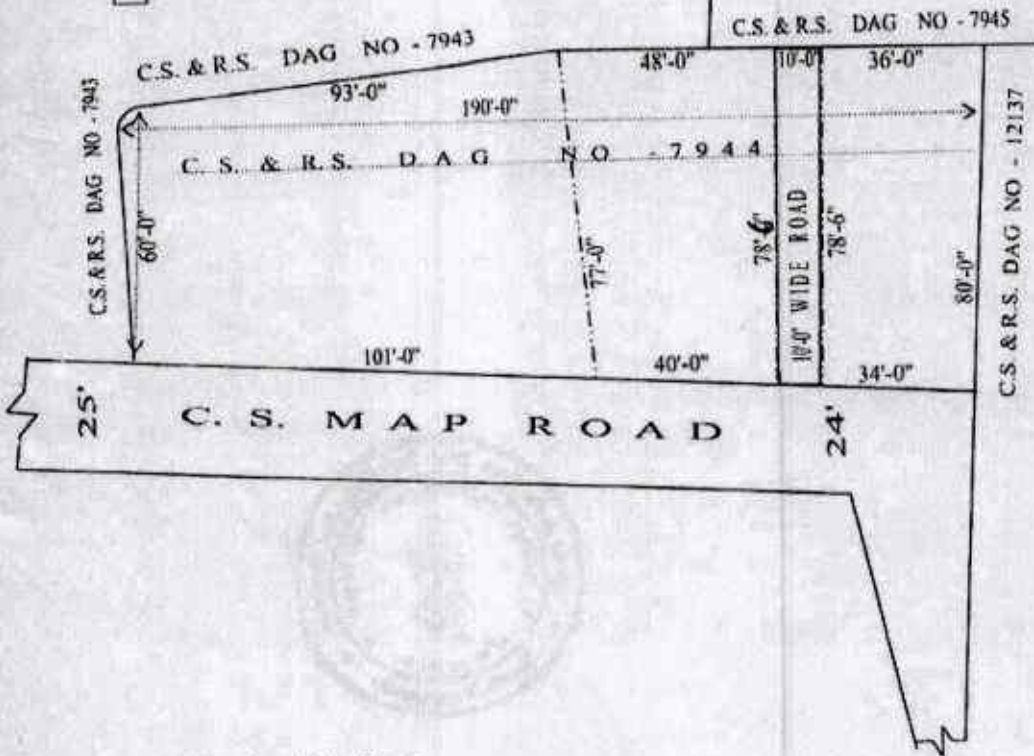 C.S. & R.S. DAG NO - 7945
C.S. & R.S. DAG NO - 7943
48'-0"
10'-0"
36'-0"
93'-0"
190'-0"
C.S. & R.S. DAG NO - 7943
C.S. & R.S. DAG NO - 12137
C. S. & R.S. DAG NO - 7944
60'-0"
77'-0"
78'-6"
10'-0" WIDE ROAD
78'-6"
80'-0"
101'-0"
40'-0"
34'-0"
25'
C. S. MAP ROAD
24'